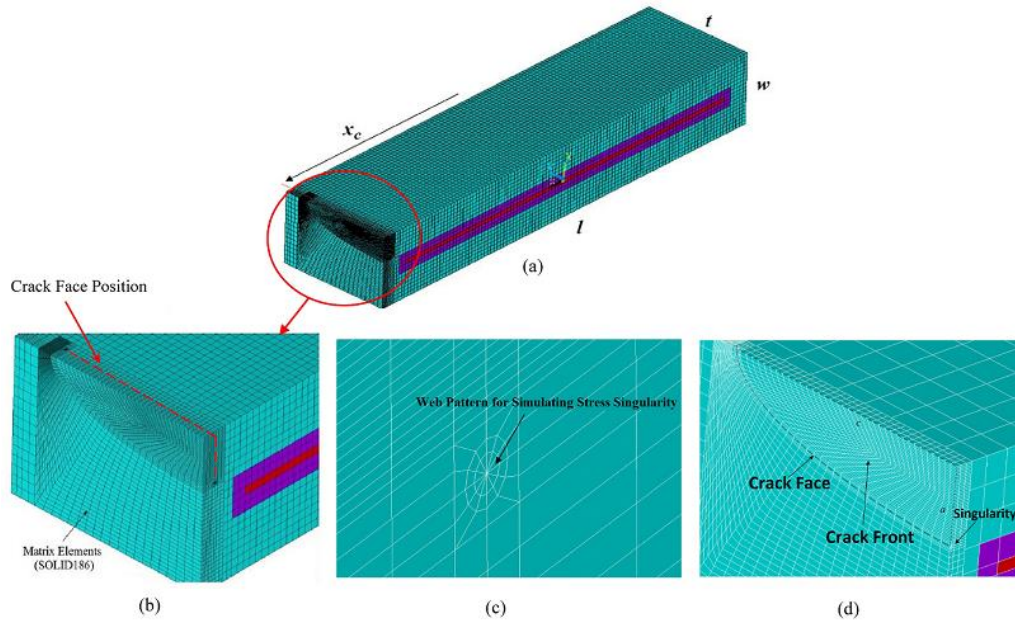 t
w
x_c
l
(a)
Crack Face Position
Matrix Elements
(SOLID186)
(b)
Web Pattern for Simulating Stress Singularity
(c)
c
Crack Face
a
Singularity
Crack Front
(d)